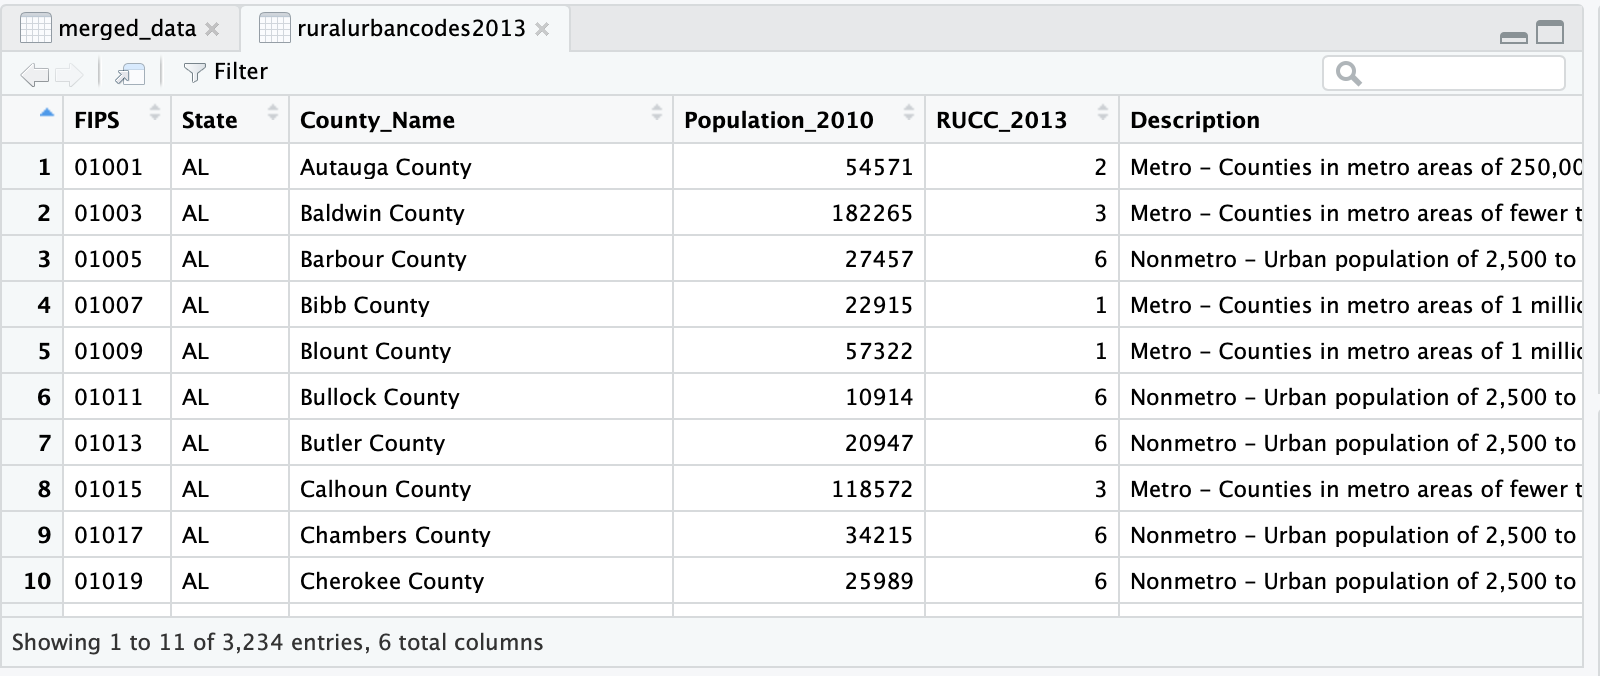 merged_data ruralurbancodes2013
Filter
FIPS State County_Name Population_2010 RUCC_2013 Description
1 01001 AL Autauga County 54571 2 Metro – Counties in metro areas of 250,00
2 01003 AL Baldwin County 182265 3 Metro – Counties in metro areas of fewer t
3 01005 AL Barbour County 27457 6 Nonmetro – Urban population of 2,500 to
4 01007 AL Bibb County 22915 1 Metro – Counties in metro areas of 1 millic
5 01009 AL Blount County 57322 1 Metro – Counties in metro areas of 1 millic
6 01011 AL Bullock County 10914 6 Nonmetro – Urban population of 2,500 to
7 01013 AL Butler County 20947 6 Nonmetro – Urban population of 2,500 to
8 01015 AL Calhoun County 118572 3 Metro – Counties in metro areas of fewer t
9 01017 AL Chambers County 34215 6 Nonmetro – Urban population of 2,500 to
10 01019 AL Cherokee County 25989 6 Nonmetro – Urban population of 2,500 to
Showing 1 to 11 of 3,234 entries, 6 total columns